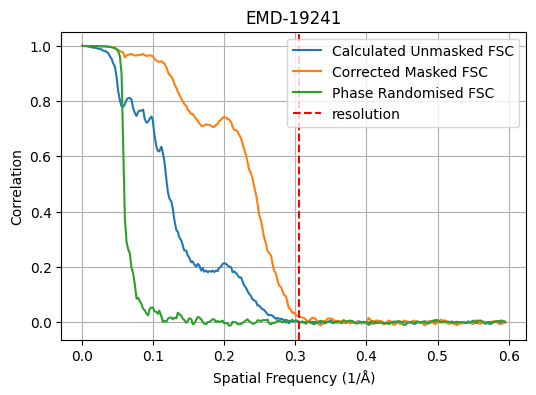 EMD-19241
Calculated Unmasked FSC
Corrected Masked FSC
Phase Randomised FSC
resolution
Correlation
1.0
0.8
0.6
0.4
0.2
0.0
0.0 0.1 0.2 0.3 0.4 0.5 0.6
Spatial Frequency (1/Å)